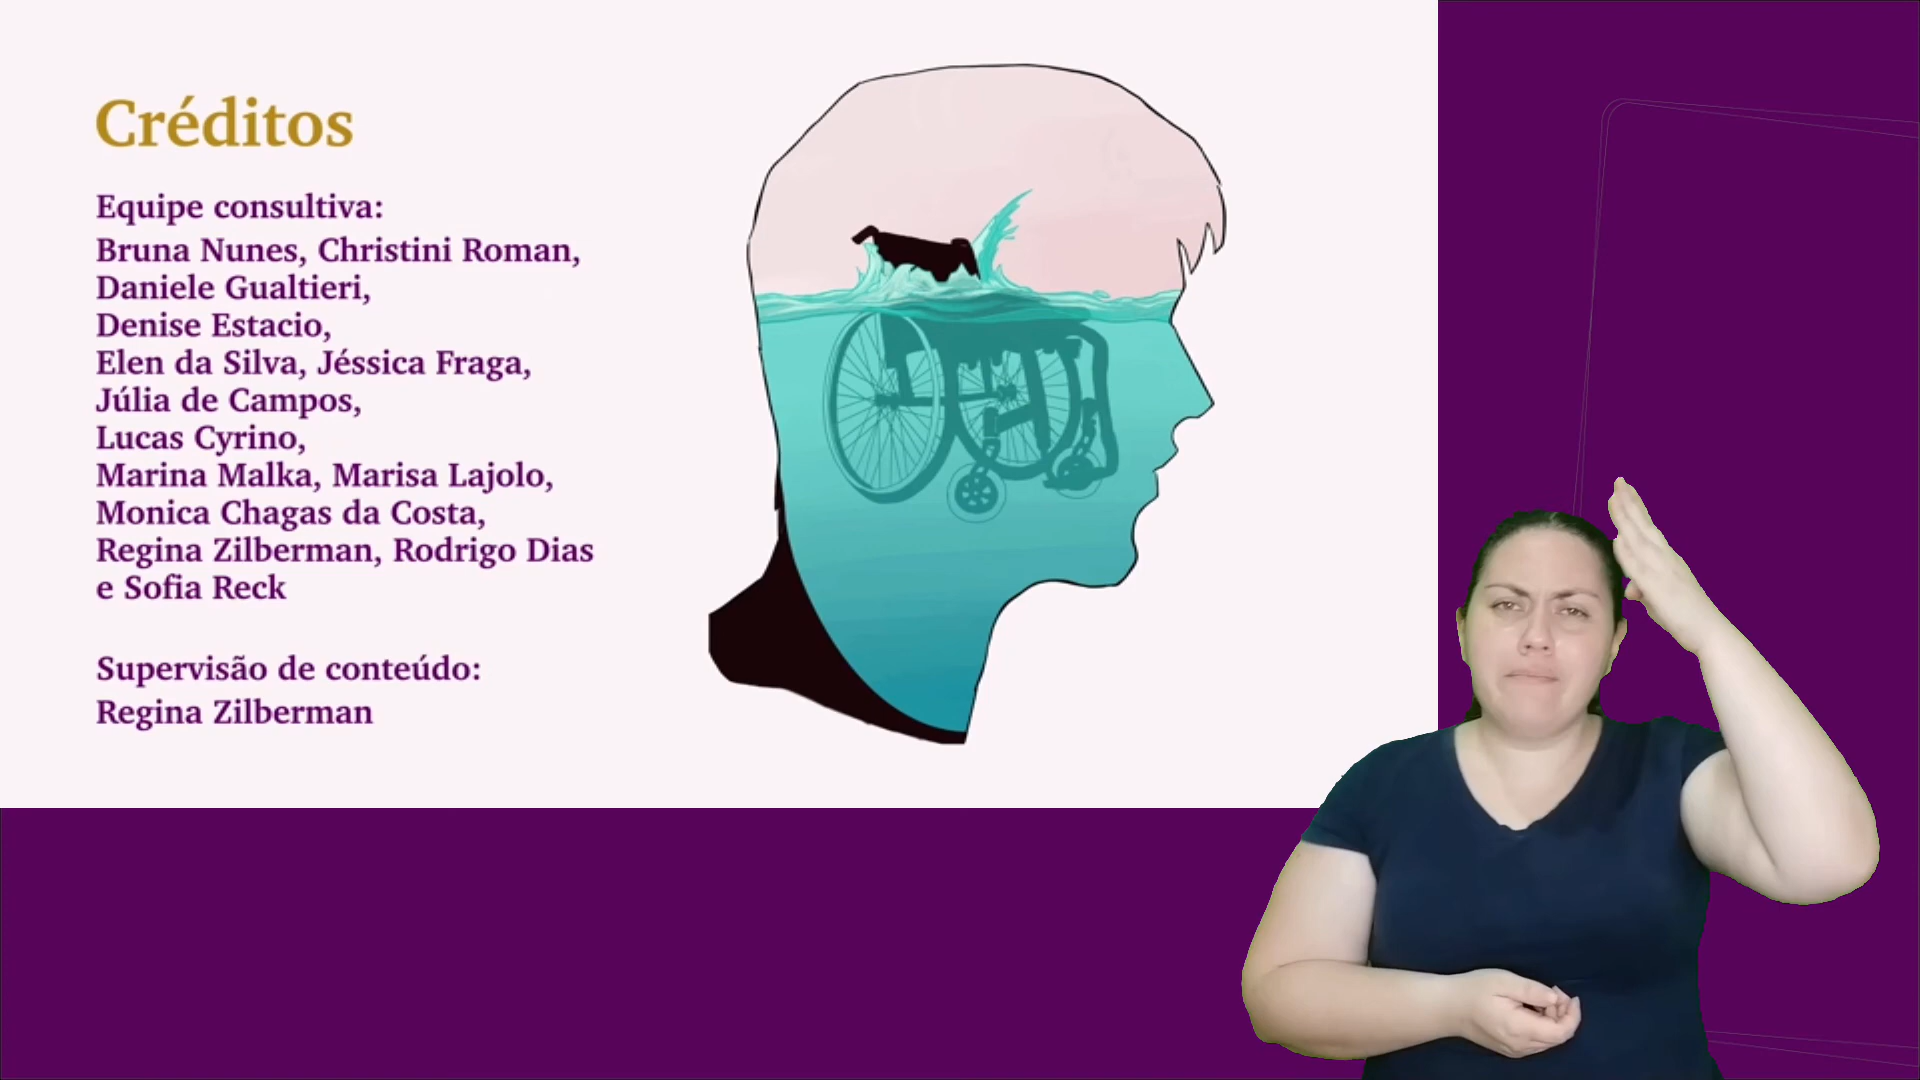 Créditos
Equipe consultiva:
Bruna Nunes, Christini Roman,
Daniele Gualtieri,
Denise Estacio,
Elen da Silva, Jéssica Fraga,
Júlia de Campos,
Lucas Cyrino,
Marina Malka, Marisa Lajolo,
Monica Chagas da Costa,
Regina Zilberman, Rodrigo Dias
e Sofia Reck
Supervisão de conteúdo:
Regina Zilberman